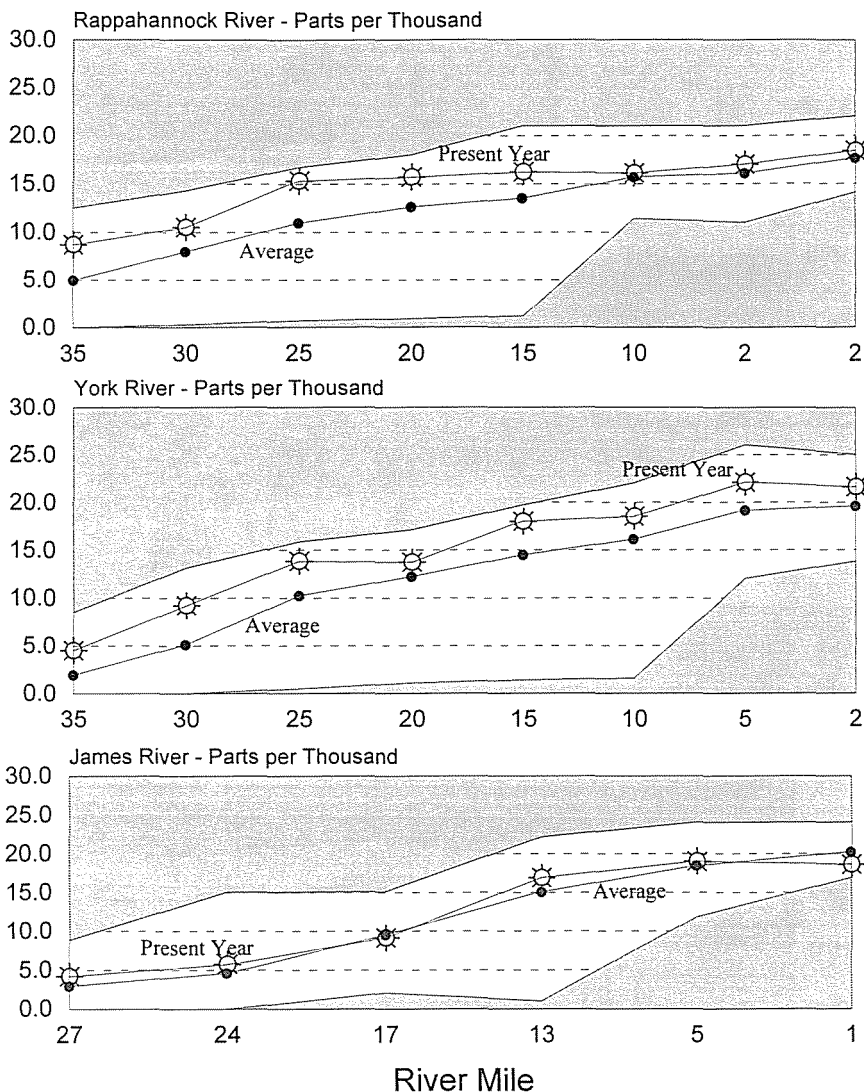 Rappahannock River - Parts per Thousand
30.0
25.0
20.0
Present Year
15.0
10.0
Average
5.0
0.0
35 30 25 20 15 10 2 2
York River - Parts per Thousand
30.0
25.0
Present Year
20.0
15.0
10.0
Average
5.0
0.0
35 30 25 20 15 10 5 2
James River - Parts per Thousand
30.0
25.0
20.0
15.0
Average
10.0
Present Year
5.0
0.0
27 24 17 13 5 1
River Mile